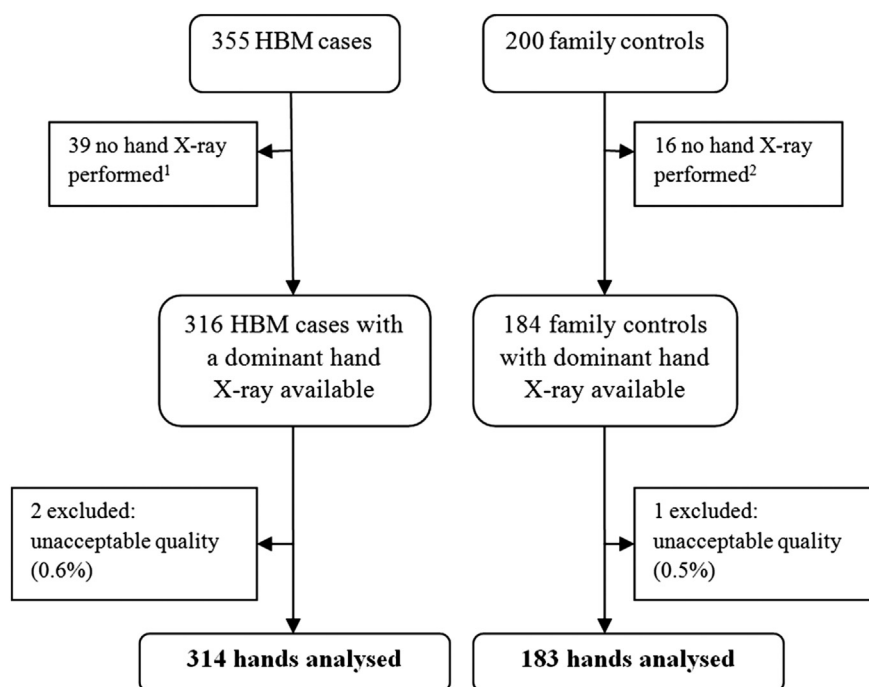 355 HBM cases
200 family controls
39 no hand X-ray
performed¹
16 no hand X-ray
performed²
316 HBM cases with
a dominant hand
X-ray available
184 family controls
with dominant hand
X-ray available
2 excluded:
unacceptable quality
(0.6%)
1 excluded:
unacceptable quality
(0.5%)
314 hands analysed
183 hands analysed